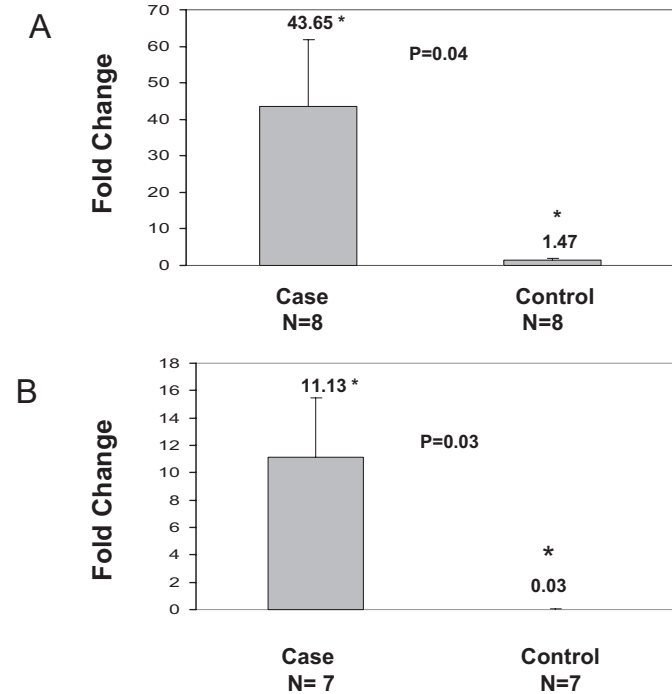 A
Fold Change
70
60
50
40
30
20
10
0
43.65 *
P=0.04
*
1.47
Case
N=8
Control
N=8
B
Fold Change
18
16
14
12
10
8
6
4
2
0
11.13 *
P=0.03
*
0.03
Case
N= 7
Control
N=7